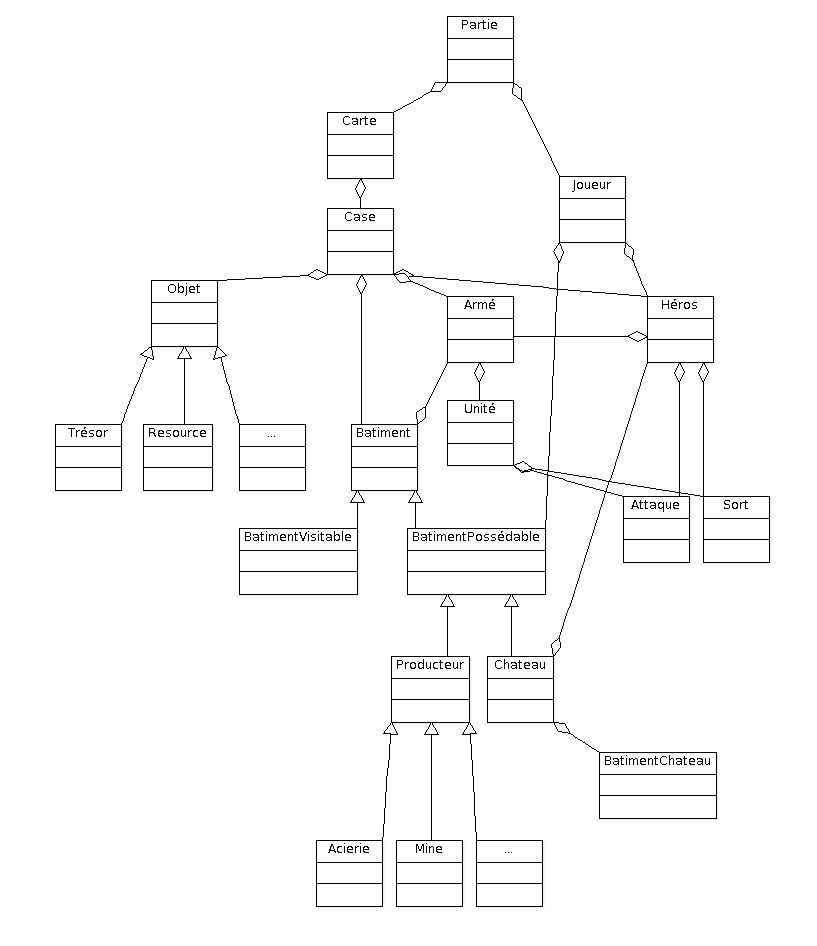 Partie
Carte
Joueur
Case
Objet
Armé
Héros
Unité
Trésor
Resource
...
Batiment
Attaque
Sort
BatimentVisitable
BatimentPossédable
Producteur
Chateau
BatimentChateau
Acierie
Mine
...